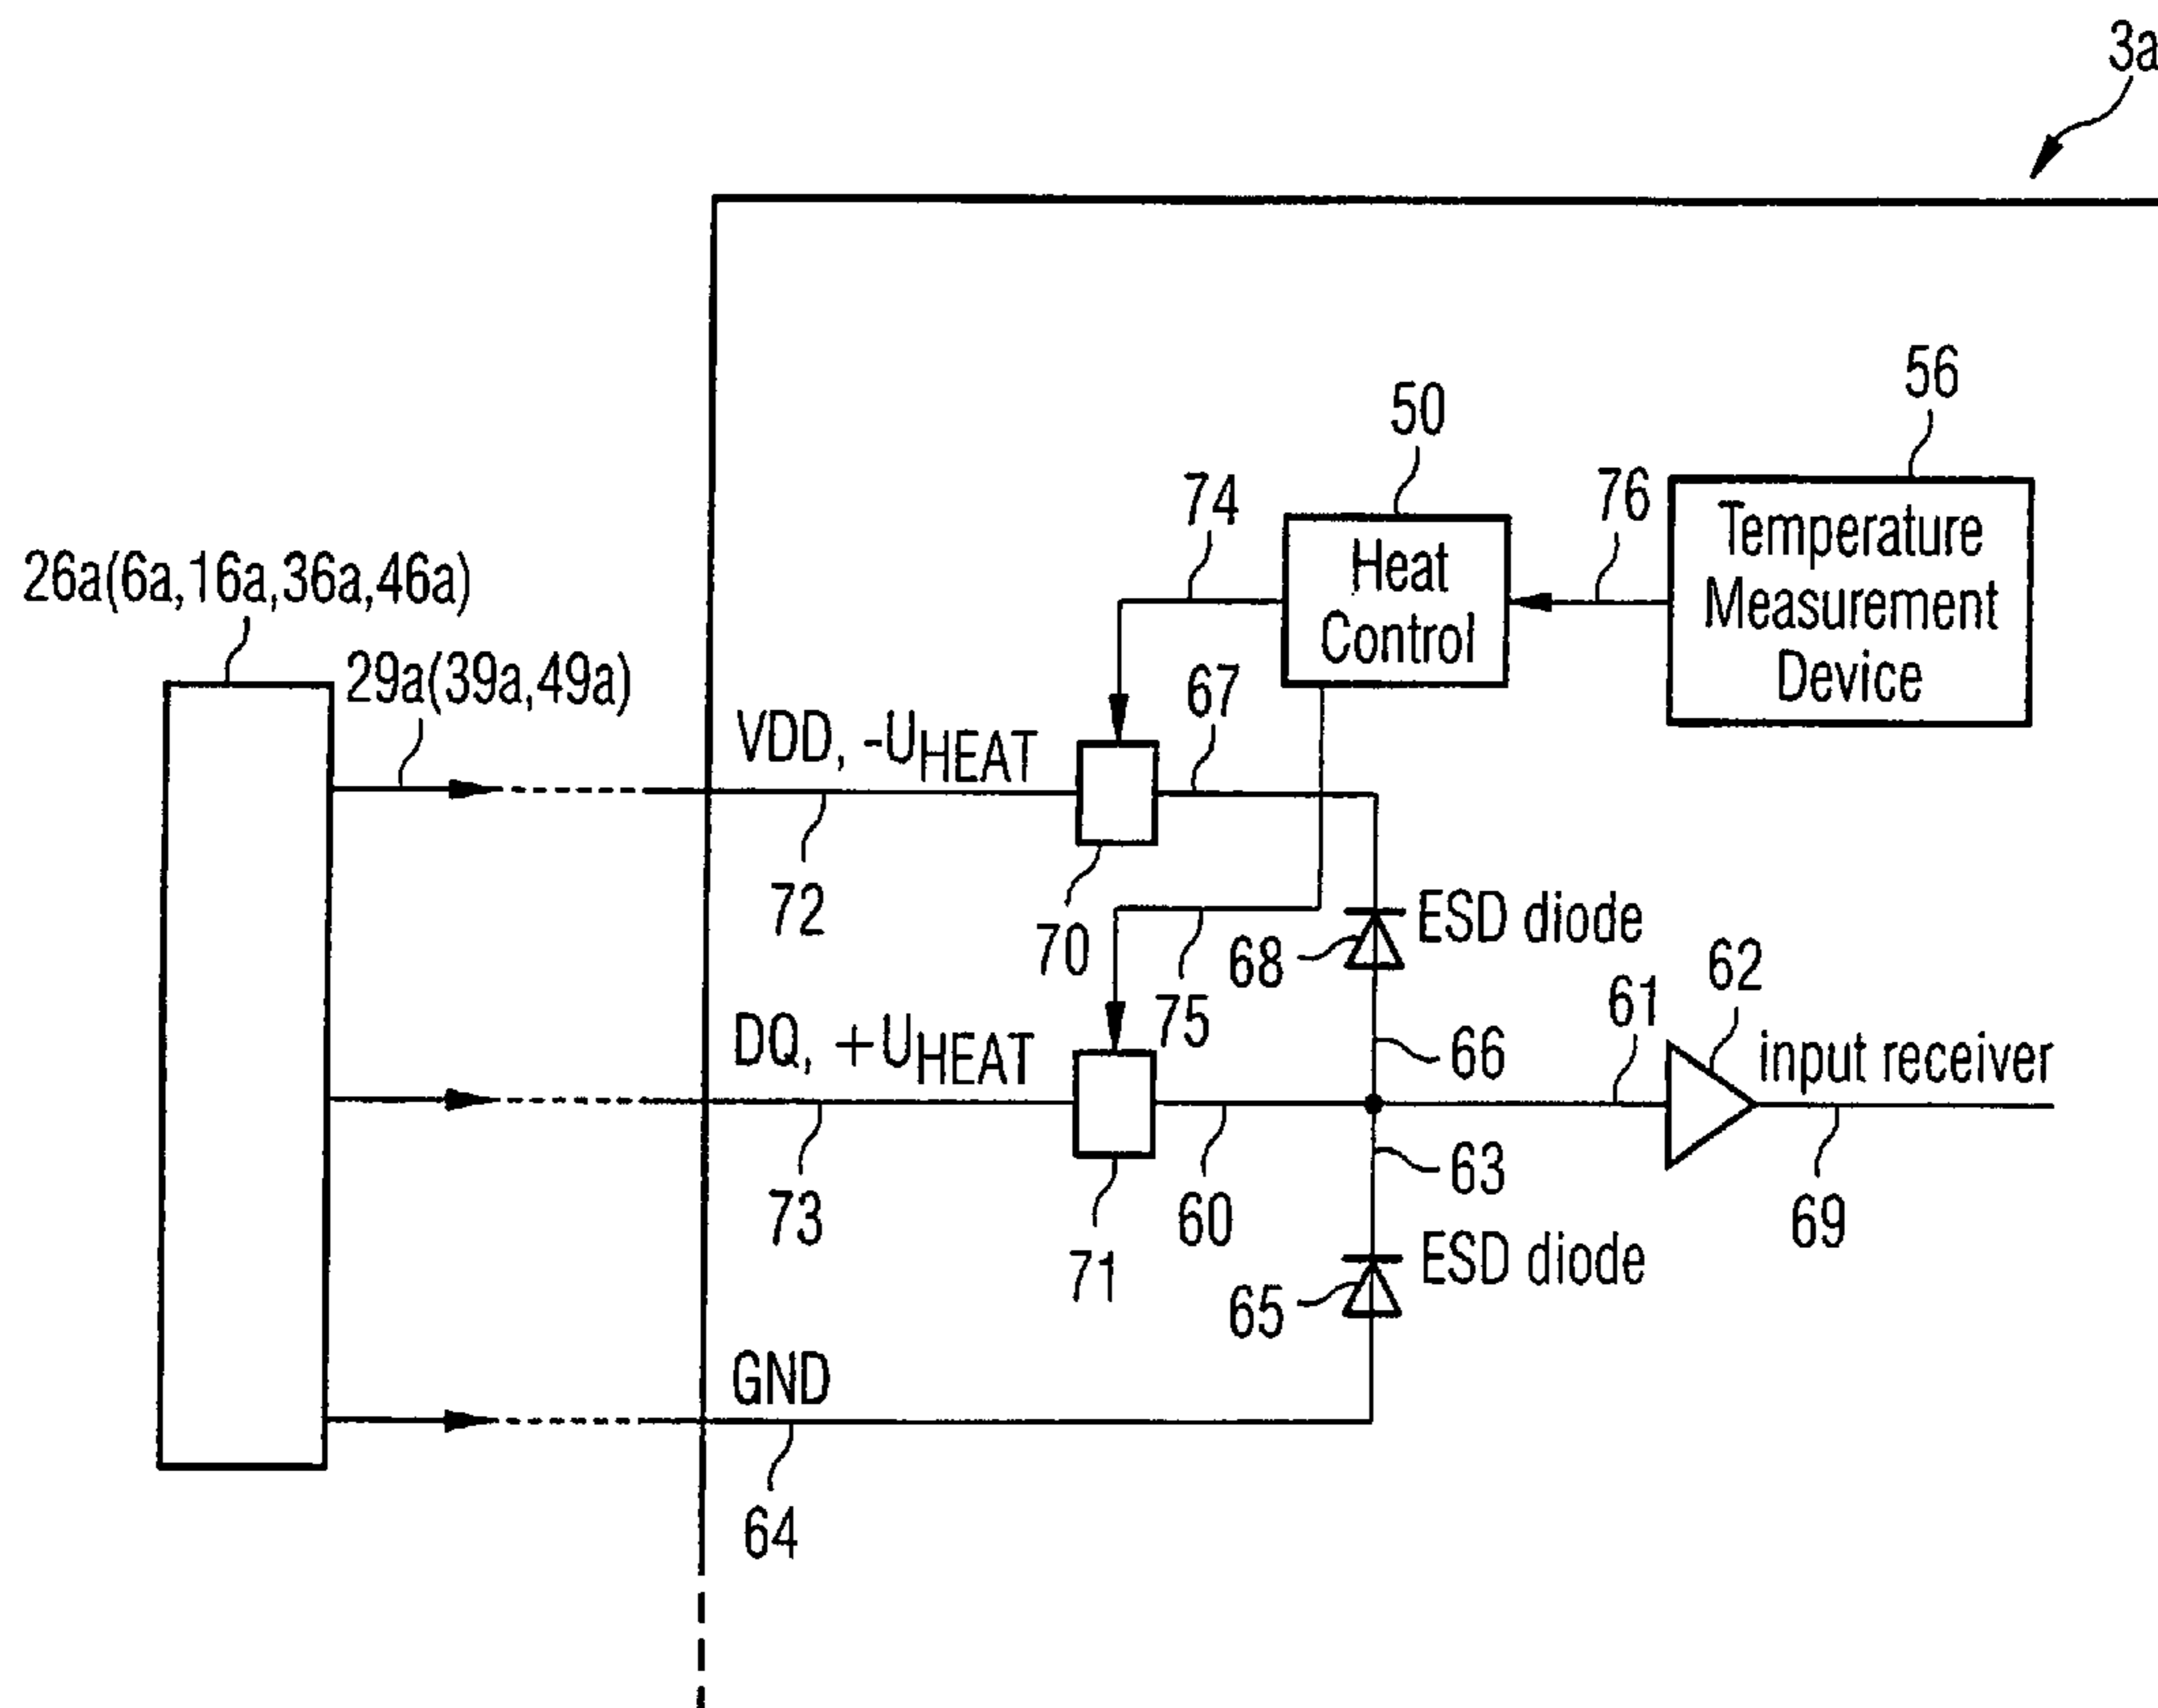 3a
56
50
74
76
Temperature
Measurement
Device
Heat
Control
26a(6a,16a,36a,46a)
29a(39a,49a)
67
VDD, -UHEAT
72
70
68
ESD diode
75
62
61
DQ, +UHEAT
66
input receiver
73
60
63
69
71
65
ESD diode
GND
64